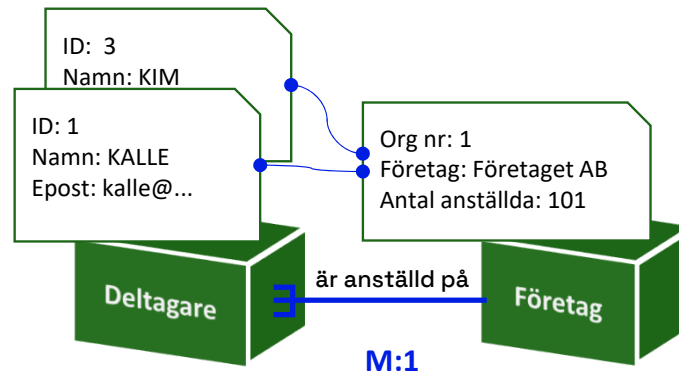 ID:  3
Namn: KIM
ID: 1
Namn: KALLE
Epost: kalle@...
Org nr: 1
Företag: Företaget AB
Antal anställda: 101
Deltagare
är anställd på
Företag
M:1